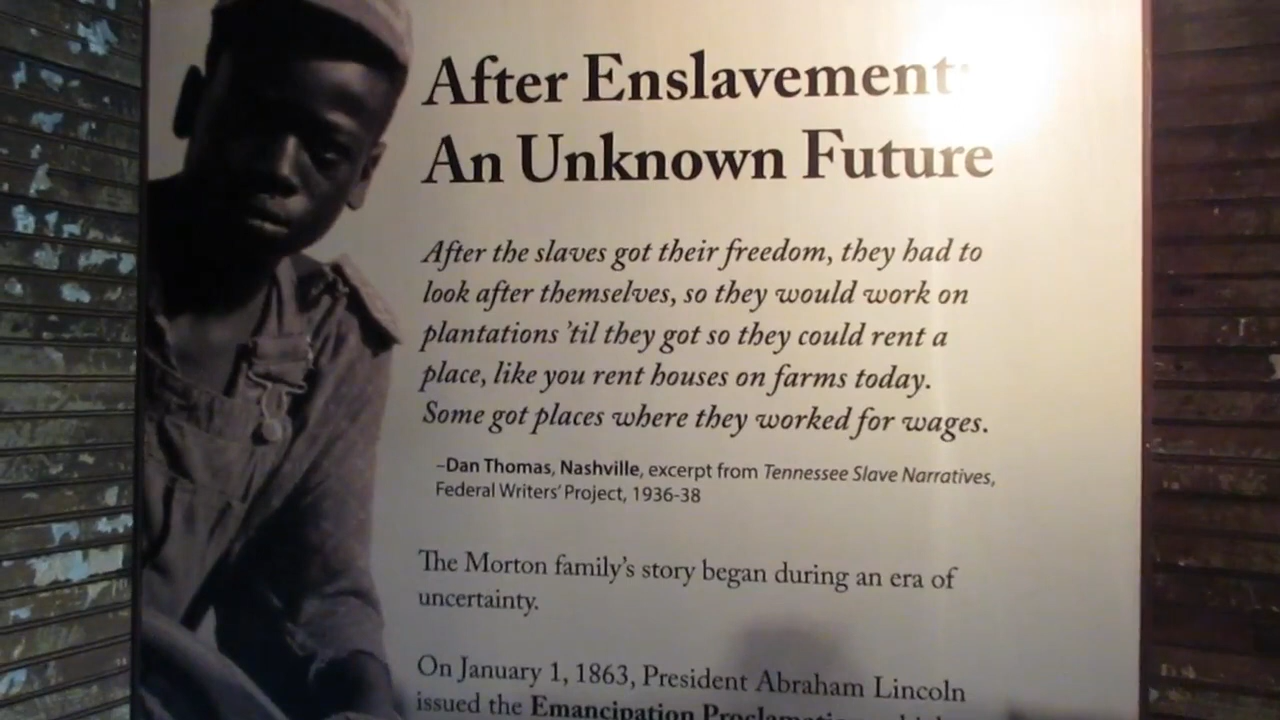 After Enslavement:
An Unknown Future
After the slaves got their freedom, they had to
look after themselves, so they would work on
plantations 'til they got so they could rent a
place, like you rent houses on farms today.
Some got places where they worked for wages.
–Dan Thomas, Nashville, excerpt from Tennessee Slave Narratives,
Federal Writers' Project, 1936-38
The Morton family's story began during an era of
uncertainty.
On January 1, 1863, President Abraham Lincoln
issued the Emancipation Proclamation